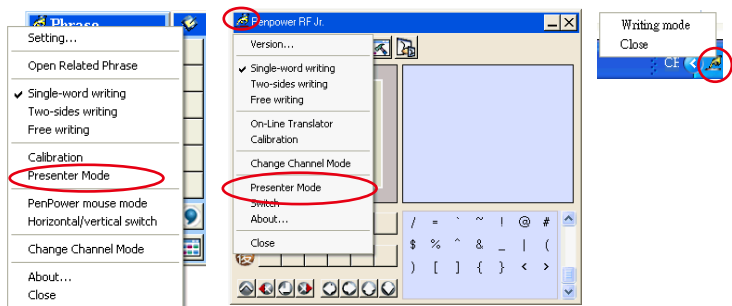 Phrase
Setting...
Open Related Phrase
Single-word writing
Two-sides writing
Free writing
Calibration
Presenter Mode
PenPower mouse mode
Horizontal/vertical switch
Change Channel Mode
About...
Close
Penpower RF Jr.
Version...
Single-word writing
Two-sides writing
Free writing
On-Line Translator
Calibration
Change Channel Mode
Presenter Mode
Switch
About...
Close
/ = ` ~ ! @ #
$ % ^ & _ | (
) [ ] { } < >
Writing mode
Close